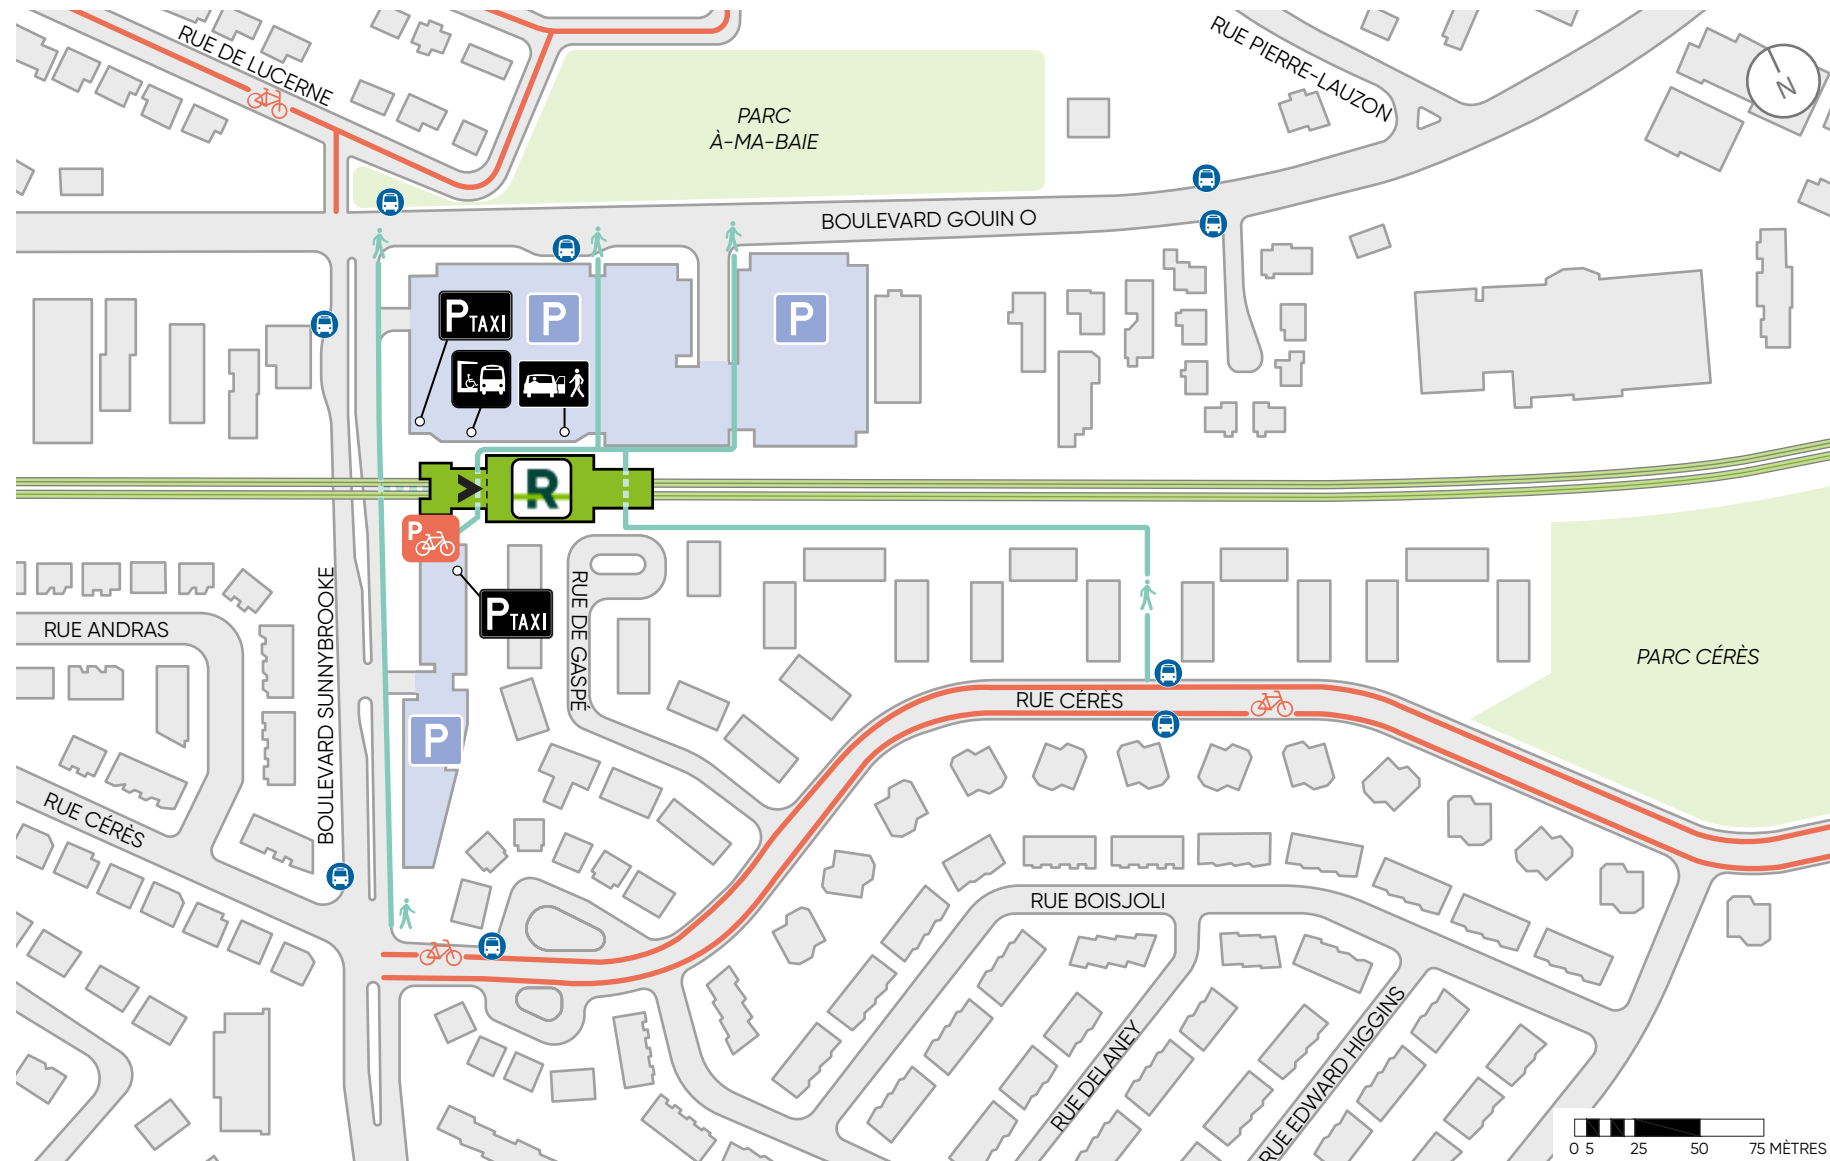 RUE DE LUCERNE
RUE PIERRE-LAUZON
N
PARC
À-MA-BAIE
BOULEVARD GOUIN O
P TAXI
P
P
R
P
P TAXI
RUE DE GASPÉ
BOULEVARD SUNNYBROOKE
RUE ANDRAS
PARC CÉRÈS
RUE CÉRÈS
P
RUE CÉRÈS
RUE BOISJOLI
RUE DELANEY
RUE EDWARD HIGGINS
0 5 25 50 75 MÈTRES